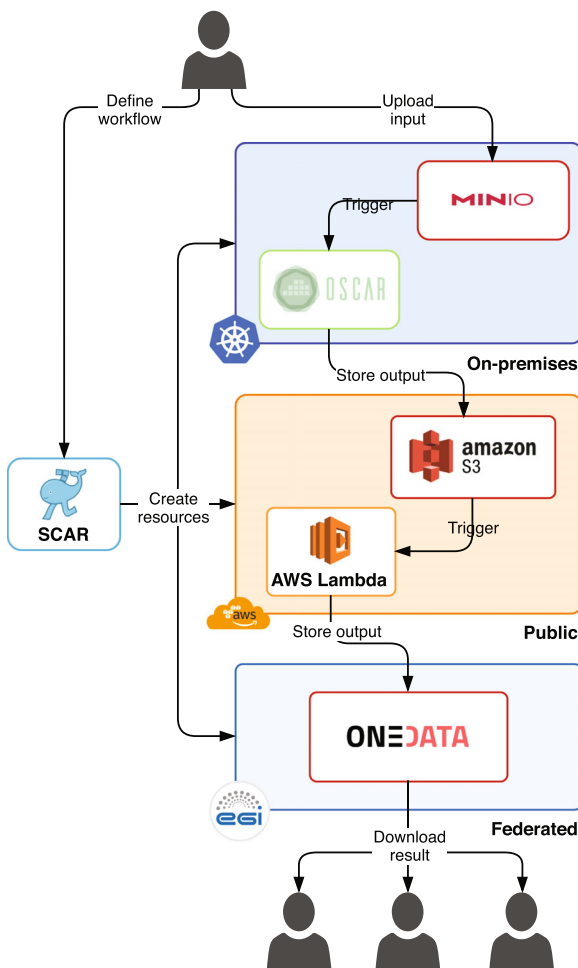 Define
workflow
Upload
input
MINIO
Trigger
OSCAR
On-premises
Store output
amazon
S3
SCAR
Create
resources
Trigger
AWS Lambda
aws
Public
Store output
ONEDATA
egi
Federated
Download
result